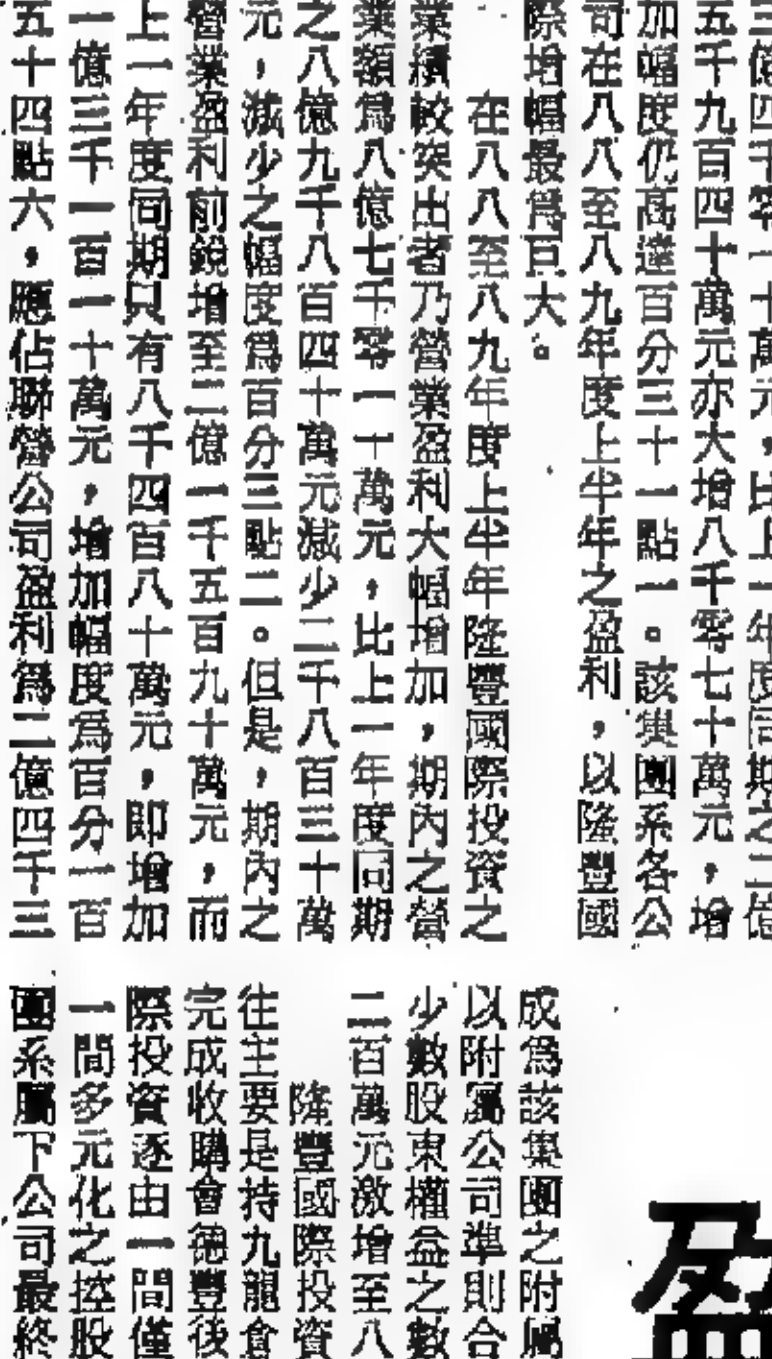 三億四千零一十萬元，比上一年度同期之二億
五千九百四十萬元亦大增八千零七十萬元，增
加幅度仍高達百分三十一點一。該集團系各公
司在八八至八九年度上半年之盈利，以隆豐國
際增幅最爲巨大。
在八八至八九年度上半年隆豐國際投資之
業績較突出者乃營業盈利大幅增加，期內之營
業額爲八億七千零一十萬元，比上一年度同期
之八億九千八百四十萬元減少二千八百三十萬
元，減少之幅度爲百分三點二。但是，期內之
營業盈利前銳增至二億一千五百九十萬元，而
上一年度同期只有八千四百八十萬元，即增加
一億三千一百一十萬元，增加幅度爲百分一百
五十四點六，應佔聯營公司盈利爲二億四千三
盈
成爲該集團之附屬
以附屬公司準則合
少數股東權益之數
二百萬元激增至八
隆豐國際投資
往主要是持九龍倉
完成收購會德豐後
際投資逐由一間僅
一間多元化之控股
團系屬下公司最終